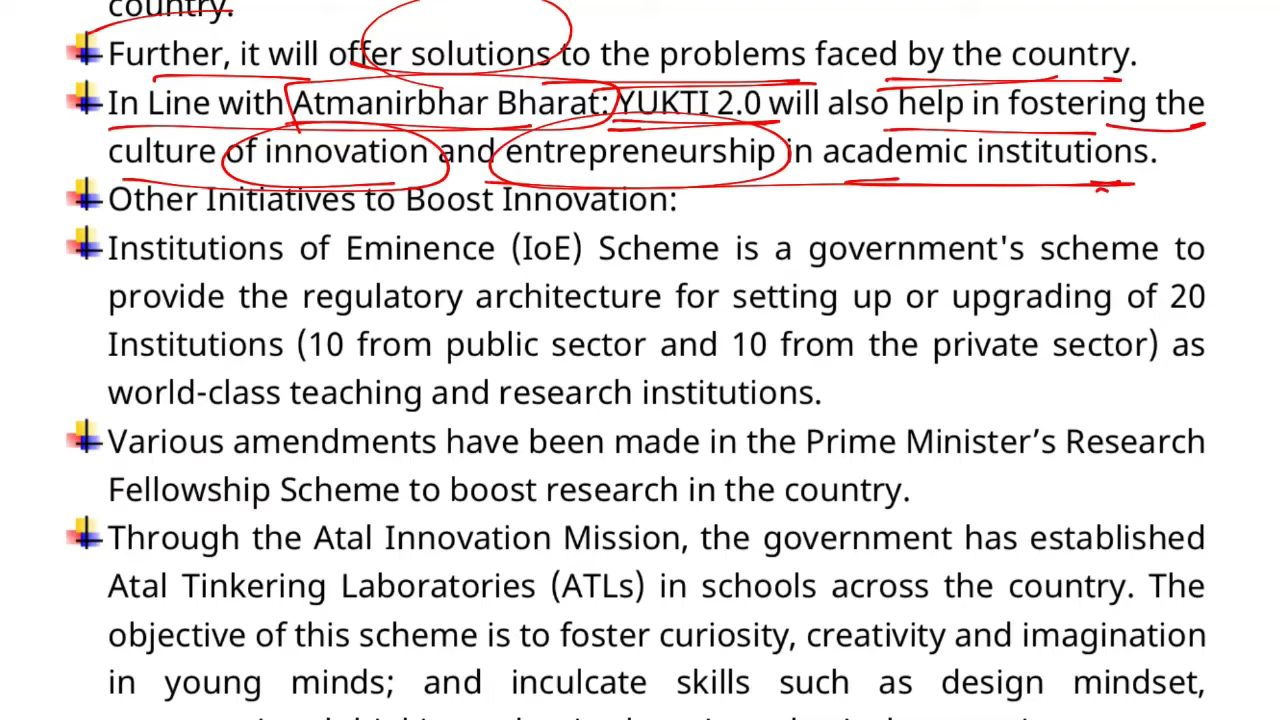 country.
Further, it will offer solutions to the problems faced by the country.
In Line with Atmanirbhar Bharat: YUKTI 2.0 will also help in fostering the
culture of innovation and entrepreneurship in academic institutions.
Other Initiatives to Boost Innovation:
Institutions of Eminence (IoE) Scheme is a government's scheme to
provide the regulatory architecture for setting up or upgrading of 20
Institutions (10 from public sector and 10 from the private sector) as
world-class teaching and research institutions.
Various amendments have been made in the Prime Minister’s Research
Fellowship Scheme to boost research in the country.
Through the Atal Innovation Mission, the government has established
Atal Tinkering Laboratories (ATLs) in schools across the country. The
objective of this scheme is to foster curiosity, creativity and imagination
in young minds; and inculcate skills such as design mindset,